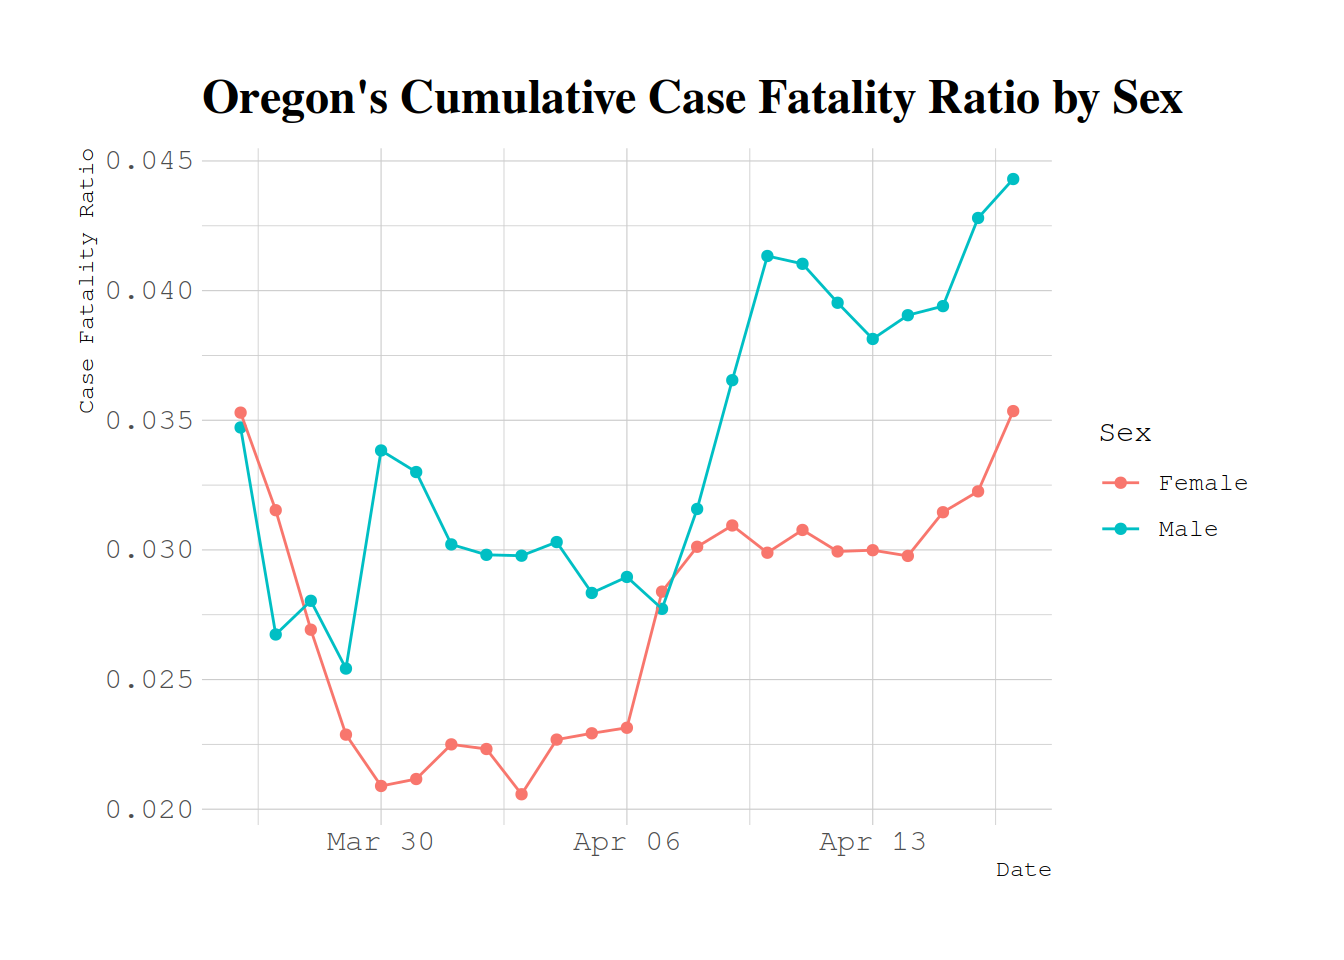 Oregon's Cumulative Case Fatality Ratio by Sex
Case Fatality Ratio
0.045
0.040
0.035
0.030
0.025
0.020
Mar 30
Apr 06
Apr 13
Date
Sex
Female
Male